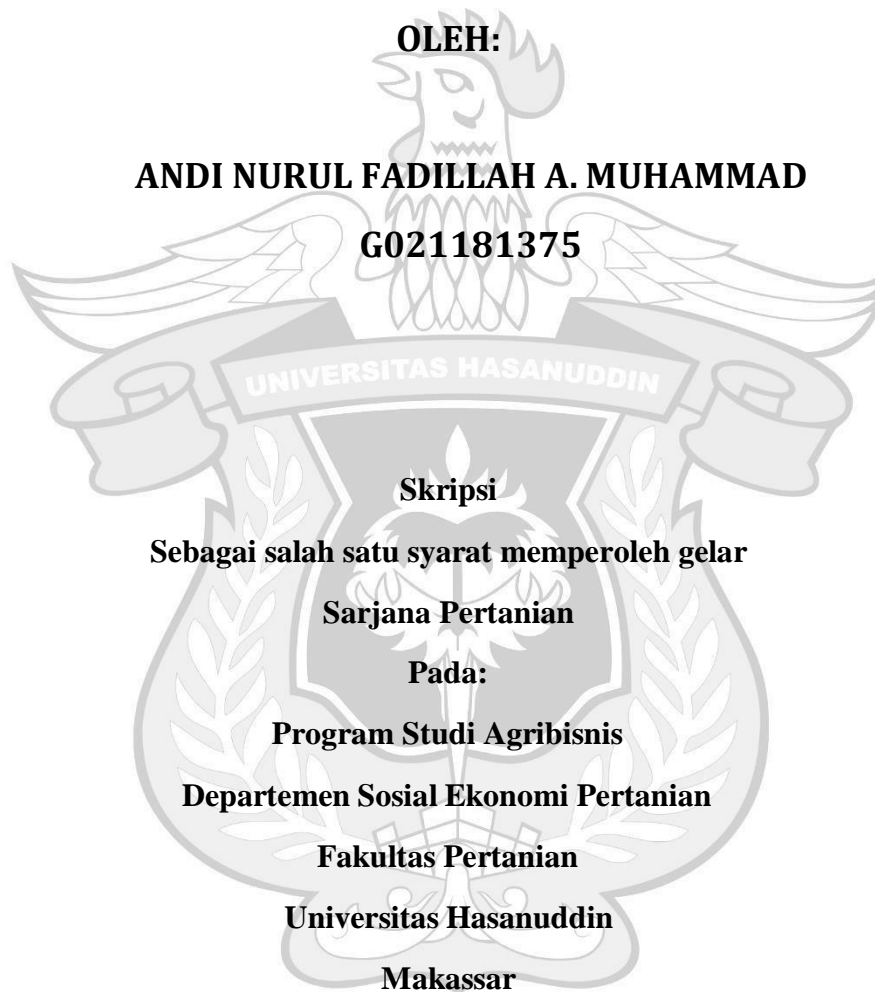 OLEH:
ANDI NURUL FADILLAH A. MUHAMMAD
G021181375
UNIVERSITAS HASANUDDIN
Skripsi
Sebagai salah satu syarat memperoleh gelar
Sarjana Pertanian
Pada:
Program Studi Agribisnis
Departemen Sosial Ekonomi Pertanian
Fakultas Pertanian
Universitas Hasanuddin
Makassar